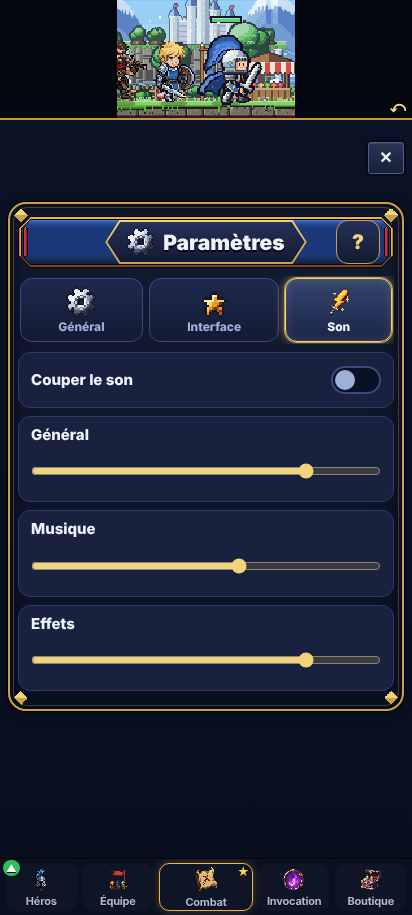 ×
Paramètres
?
Général
Interface
Son
Couper le son
Général
Musique
Effets
Héros
Équipe
Combat
Invocation
Boutique